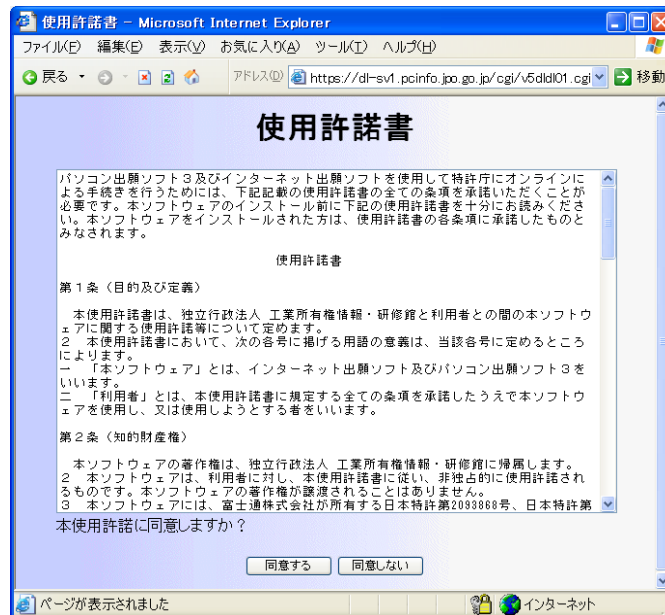 使用許諾書 - Microsoft Internet Explorer
ファイル(F) 編集(E) 表示(V) お気に入り(A) ツール(T) ヘルプ(H)
戻る アドレス(D) https://dl-sv1.pcinfo.jpo.go.jp/cgi/v5dldl01.cgi 移動
使用許諾書
パソコン出願ソフト3及びインターネット出願ソフトを使用して特許庁にオンラインに
よる手続きを行うためには、下記記載の使用許諾書の全ての条項を承諾いただくことが
必要です。本ソフトウェアのインストール前に下記の使用許諾書を十分にお読みくださ
い。本ソフトウェアをインストールされた方は、使用許諾書の各条項に承諾したものと
みなされます。
使用許諾書
第1条(目的及び定義)
本使用許諾書は、独立行政法人 工業所有権情報・研修館と利用者との間の本ソフトウ
ェアに関する使用許諾等について定めます。
2 本使用許諾書において、次の各号に掲げる用語の意義は、当該各号に定めるところ
によります。
一 「本ソフトウェア」とは、インターネット出願ソフト及びパソコン出願ソフト3を
いいます。
二 「利用者」とは、本使用許諾書に規定する全ての条項を承諾したうえで本ソフトウ
ェアを使用し、又は使用しようとする者をいいます。
第2条(知的財産権)
本ソフトウェアの著作権は、独立行政法人 工業所有権情報・研修館に帰属します。
2 本ソフトウェアは、利用者に対し、本使用許諾書に従い、非独占的に使用許諾され
るものです。本ソフトウェアの著作権が譲渡されることはありません。
3 本ソフトウェアには、富士通株式会社が所有する日本特許第2093868号、日本特許第
本使用許諾に同意しますか?
同意する 同意しない
ページが表示されました インターネット